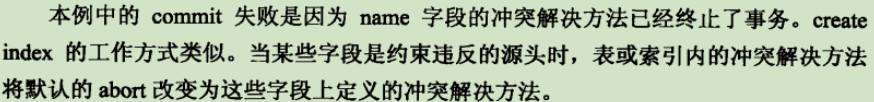 本例中的 commit 失败是因为 name 字段的冲突解决方法已经终止了事务。create
index 的工作方式类似。当某些字段是约束违反的源头时，表或索引内的冲突解决方法
将默认的 abort 改变为这些字段上定义的冲突解决方法。